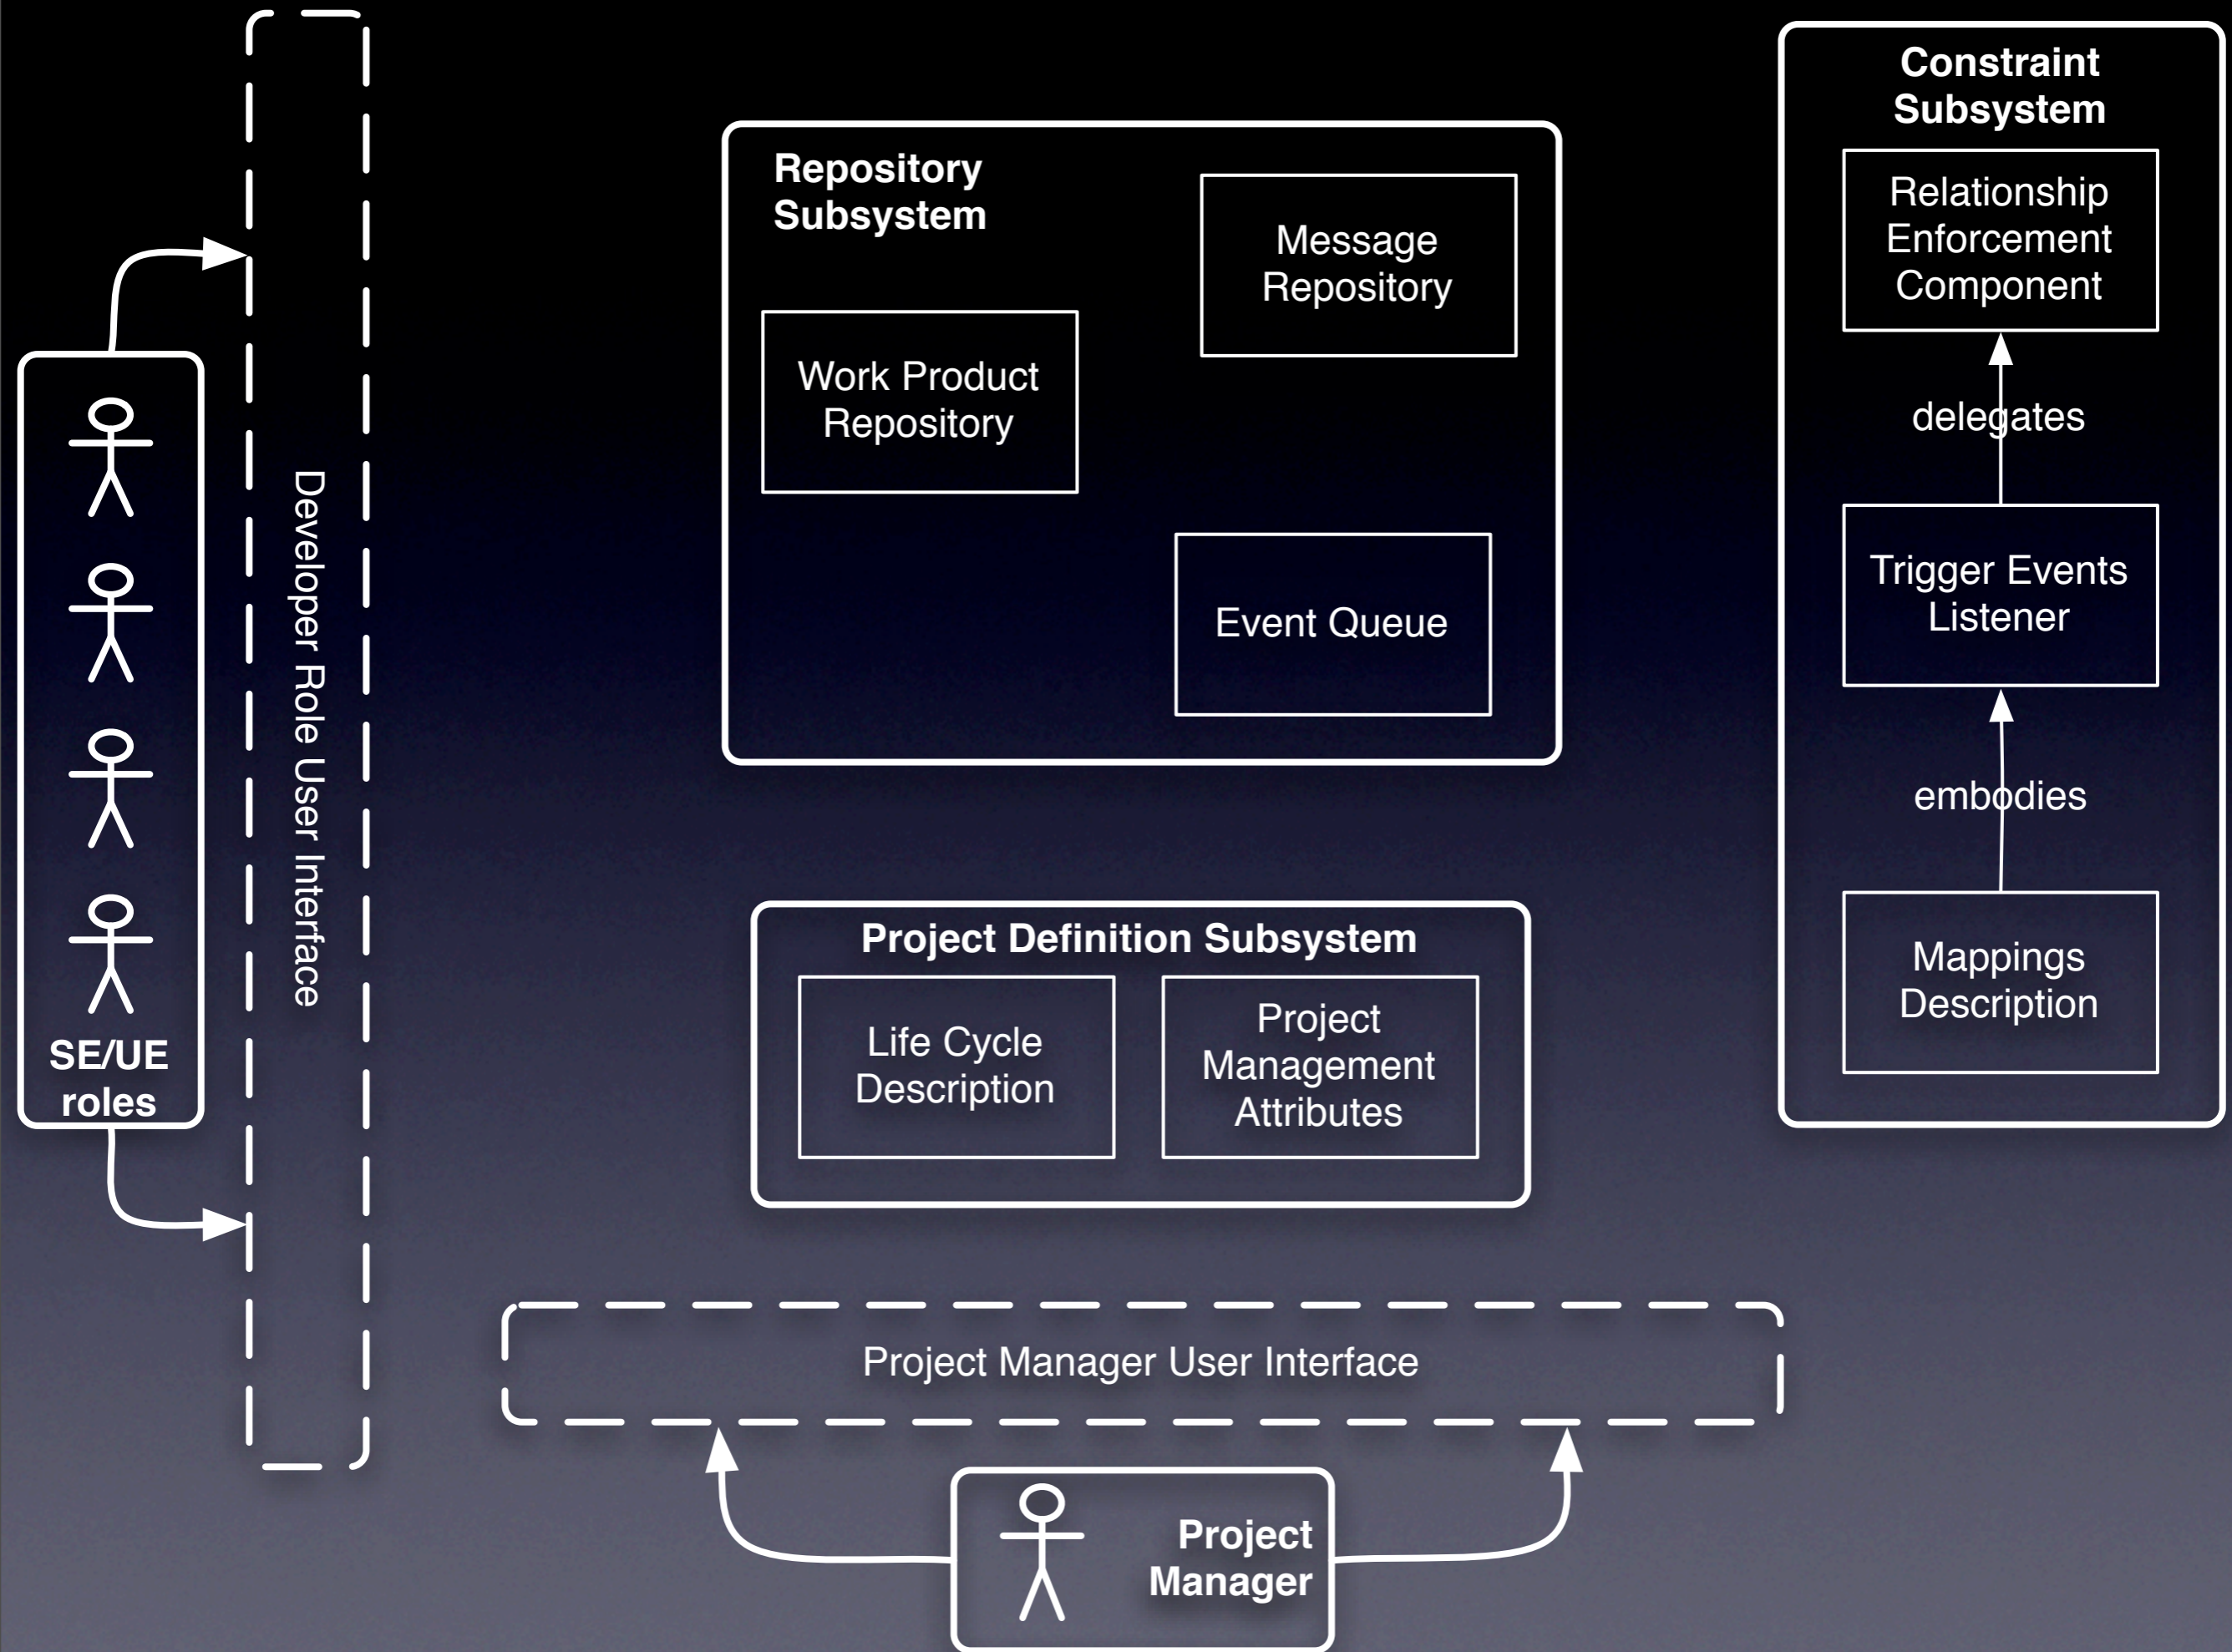 Constraint
Subsystem
Relationship
Enforcement
Component
delegates
Trigger Events
Listener
embodies
Mappings
Description
Repository
Subsystem
Message
Repository
Work Product
Repository
Event Queue
Developer Role User Interface
SE/UE
roles
Project Definition Subsystem
Life Cycle
Description
Project
Management
Attributes
Project Manager User Interface
Project
Manager